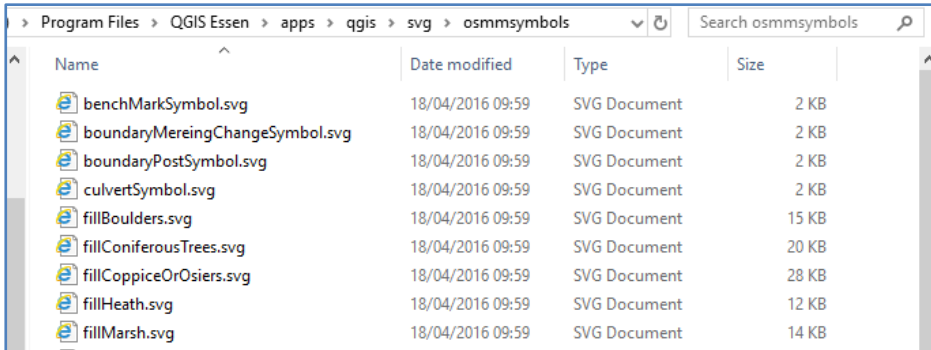 › Program Files › QGIS Essen › apps › qgis › svg › osmmsymbols Search osmmsymbols
Name Date modified Type Size
benchMarkSymbol.svg 18/04/2016 09:59 SVG Document 2 KB
boundaryMereingChangeSymbol.svg 18/04/2016 09:59 SVG Document 2 KB
boundaryPostSymbol.svg 18/04/2016 09:59 SVG Document 2 KB
culvertSymbol.svg 18/04/2016 09:59 SVG Document 2 KB
fillBoulders.svg 18/04/2016 09:59 SVG Document 15 KB
fillConiferousTrees.svg 18/04/2016 09:59 SVG Document 20 KB
fillCoppiceOrOsiers.svg 18/04/2016 09:59 SVG Document 28 KB
fillHeath.svg 18/04/2016 09:59 SVG Document 12 KB
fillMarsh.svg 18/04/2016 09:59 SVG Document 14 KB